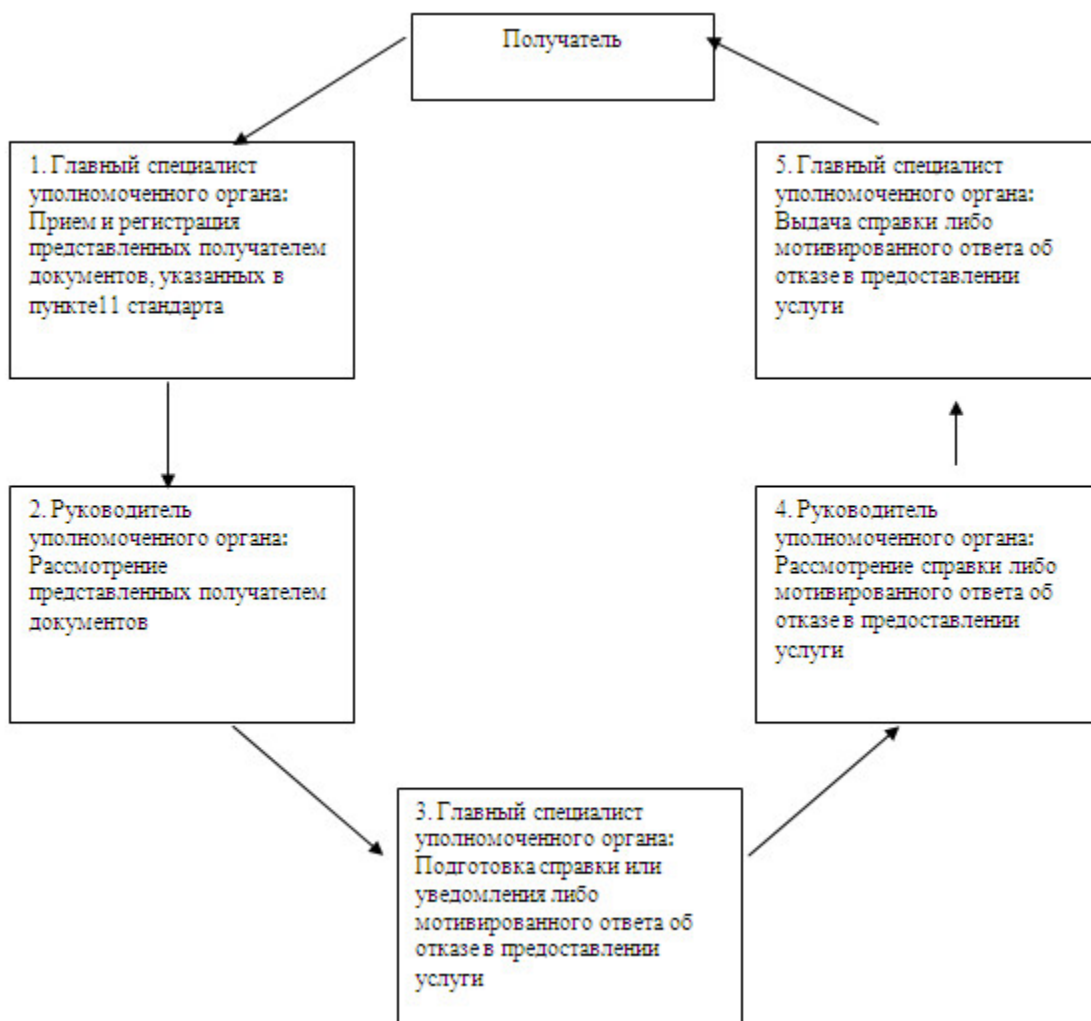 Получатель
1. Главный специалист
уполномоченного органа:
Прием и регистрация
представленных получателем
документов, указанных в
пункте11 стандарта
5. Главный специалист
уполномоченного органа:
Выдача справки либо
мотивированного ответа об
отказе в предоставлении
услуги
2. Руководитель
уполномоченного органа:
Рассмотрение
представленных получателем
документов
4. Руководитель
уполномоченного органа:
Рассмотрение справки либо
мотивированного ответа об
отказе в предоставлении
услуги
3. Главный специалист
уполномоченного органа:
Подготовка справки или
уведомления либо
мотивированного ответа об
отказе в предоставлении
услуги